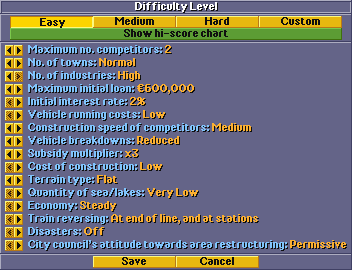 Difficulty Level
Easy Medium Hard Custom
Show hi-score chart
Maximum no. competitors: 2
No. of towns: Normal
No. of industries: High
Maximum initial loan: €600,000
Initial interest rate: 2%
Vehicle running costs: Low
Construction speed of competitors: Medium
Vehicle breakdowns: Reduced
Subsidy multiplier: x3
Cost of construction: Low
Terrain type: Flat
Quantity of sea/lakes: Very Low
Economy: Steady
Train reversing: At end of line, and at stations
Disasters: Off
City council's attitude towards area restructuring: Permissive
Save Cancel